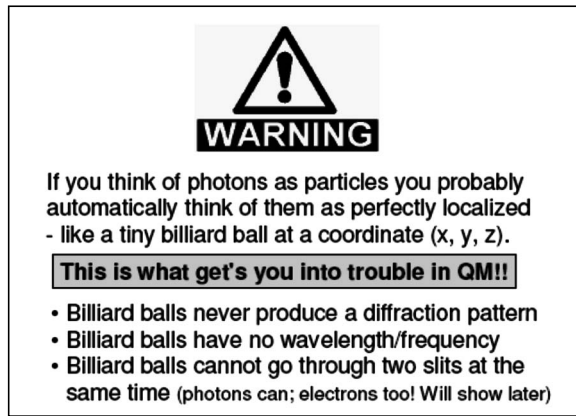 WARNING
If you think of photons as particles you probably
automatically think of them as perfectly localized
- like a tiny billiard ball at a coordinate (x, y, z).
This is what get's you into trouble in QM!!
• Billiard balls never produce a diffraction pattern
• Billiard balls have no wavelength/frequency
• Billiard balls cannot go through two slits at the
same time (photons can; electrons too! Will show later)